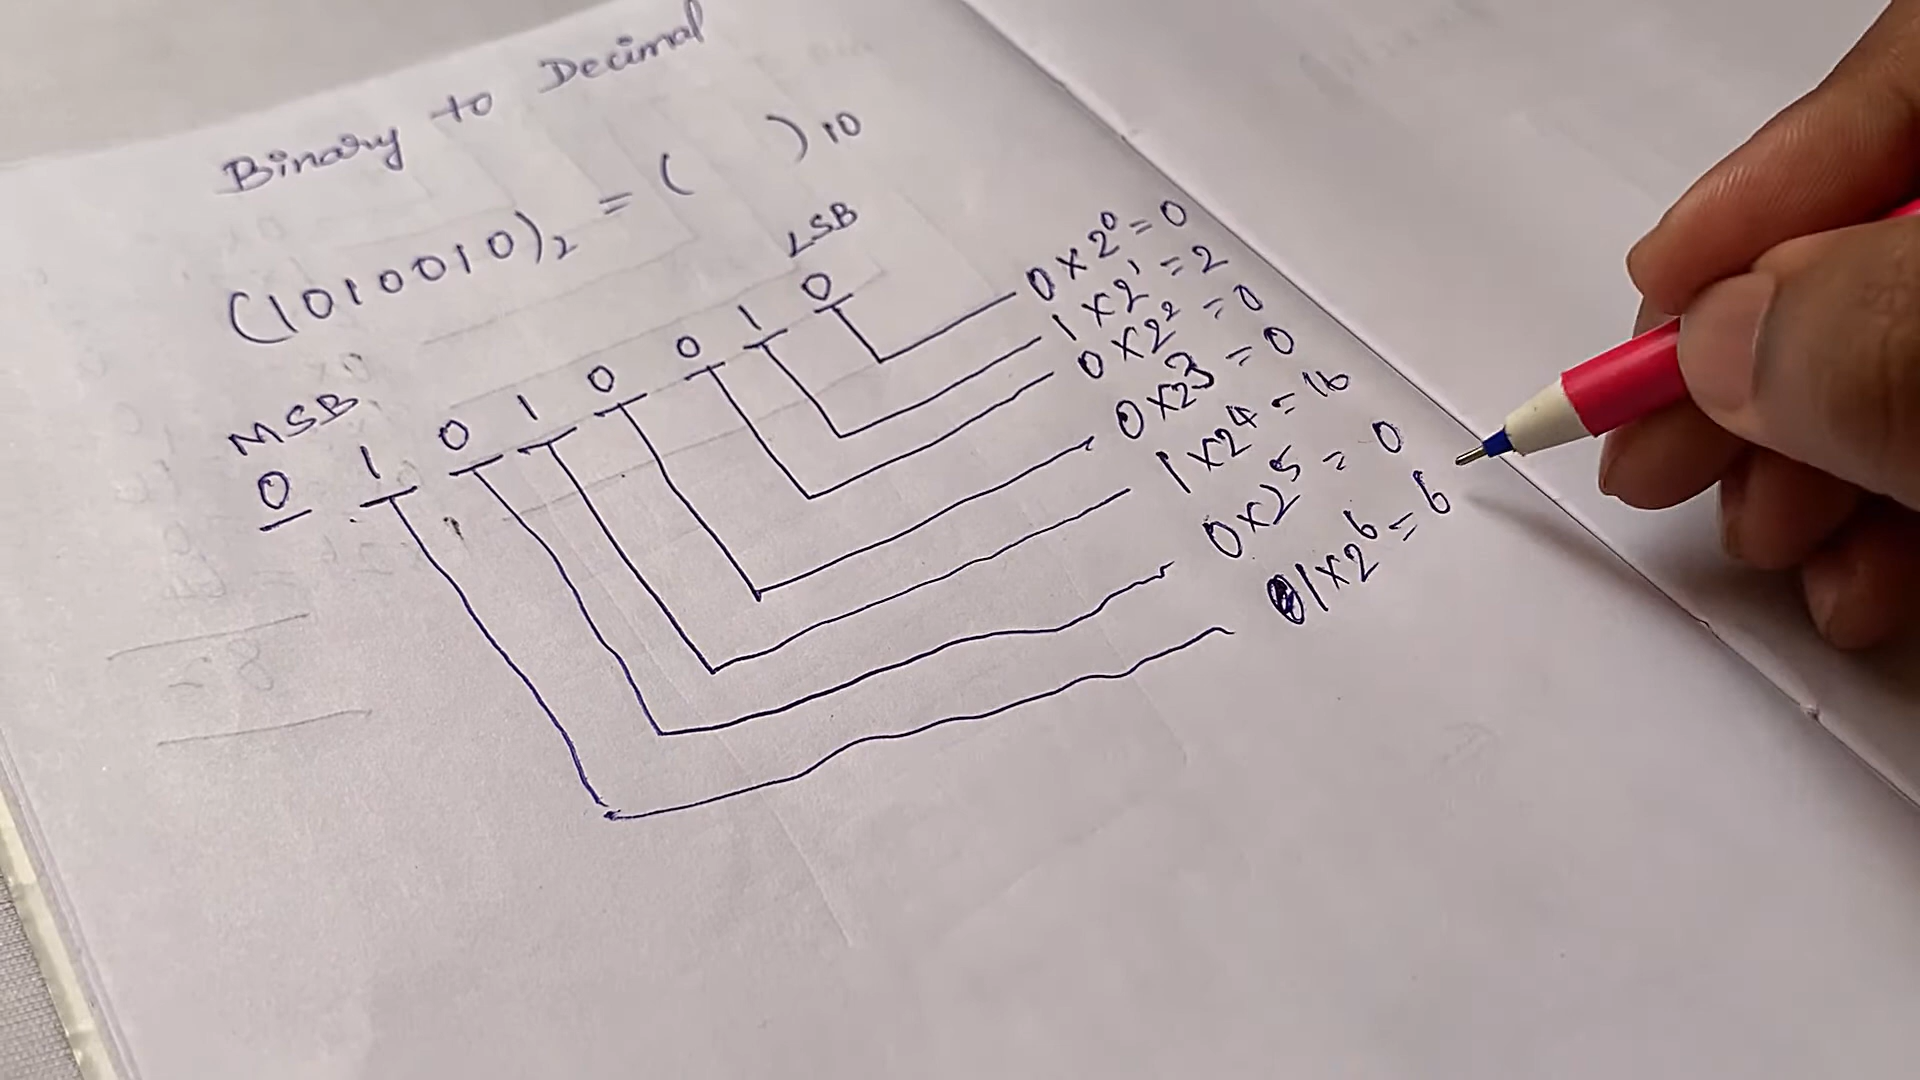 Binary to Decimal
(1010010)₂ = ( )₁₀
MSB LSB
0 1 0 1 0 0 1 0
0 × 2⁰ = 0
1 × 2¹ = 2
0 × 2² = 0
0 × 2³ = 0
1 × 2⁴ = 16
0 × 2⁵ = 0
1 × 2⁶ = 6